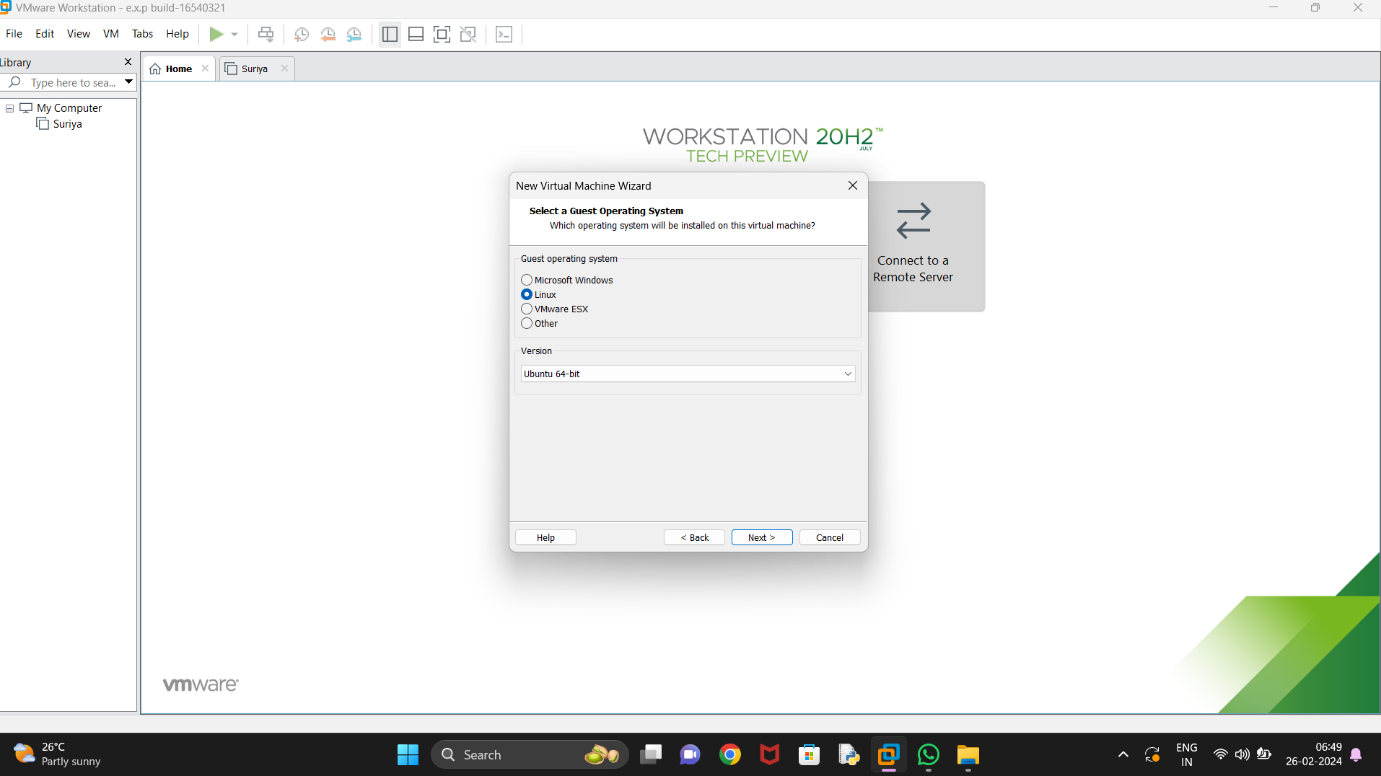 VMware Workstation - e.x.p build-16540321
File Edit View VM Tabs Help
Library
Type here to sea...
Home
Suriya
My Computer
Suriya
WORKSTATION 20H2™
JULY
TECH PREVIEW
New Virtual Machine Wizard
Select a Guest Operating System
Which operating system will be installed on this virtual machine?
Guest operating system
Microsoft Windows
Linux
VMware ESX
Other
Version
Ubuntu 64-bit
Help
< Back
Next >
Cancel
Connect to a
Remote Server
vmware®
26°C
Partly sunny
Search
ENG
IN
06:49
26-02-2024